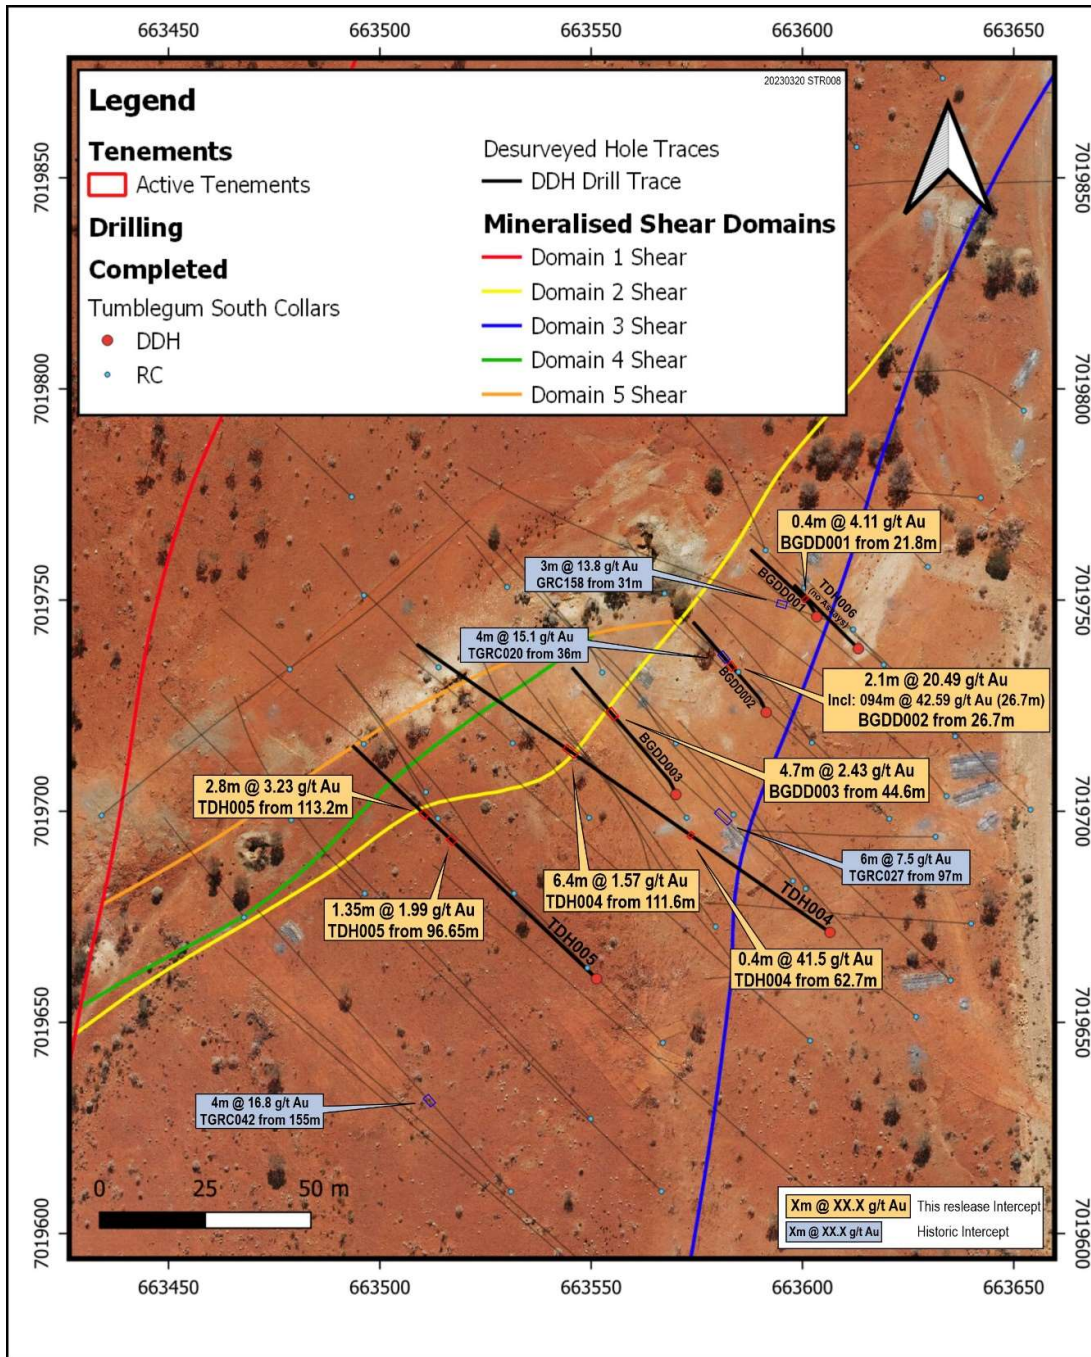 663450
663500
663550
663600
663650
20230320 STR008
Legend
Tenements
Active Tenements
Drilling
Completed
Tumblegum South Collars
DDH
RC
Desurveyed Hole Traces
DDH Drill Trace
Mineralised Shear Domains
Domain 1 Shear
Domain 2 Shear
Domain 3 Shear
Domain 4 Shear
Domain 5 Shear
7019850
7019850
7019800
7019800
7019750
7019750
7019700
7019700
7019650
7019650
7019600
7019600
0.4m @ 4.11 g/t Au
BGDD001 from 21.8m
3m @ 13.8 g/t Au
GRC158 from 31m
BGDD001
TDH006
(no Assays)
4m @ 15.1 g/t Au
TGRC020 from 36m
BGDD002
2.1m @ 20.49 g/t Au
Incl: 094m @ 42.59 g/t Au (26.7m)
BGDD002 from 26.7m
BGDD003
4.7m @ 2.43 g/t Au
BGDD003 from 44.6m
2.8m @ 3.23 g/t Au
TDH005 from 113.2m
6m @ 7.5 g/t Au
TGRC027 from 97m
6.4m @ 1.57 g/t Au
TDH004 from 111.6m
TDH004
1.35m @ 1.99 g/t Au
TDH005 from 96.65m
TDH005
0.4m @ 41.5 g/t Au
TDH004 from 62.7m
4m @ 16.8 g/t Au
TGRC042 from 155m
0
25
50 m
Xm @ XX.X g/t Au
This reslease Intercept
Xm @ XX.X g/t Au
Historic Intercept
663450
663500
663550
663600
663650